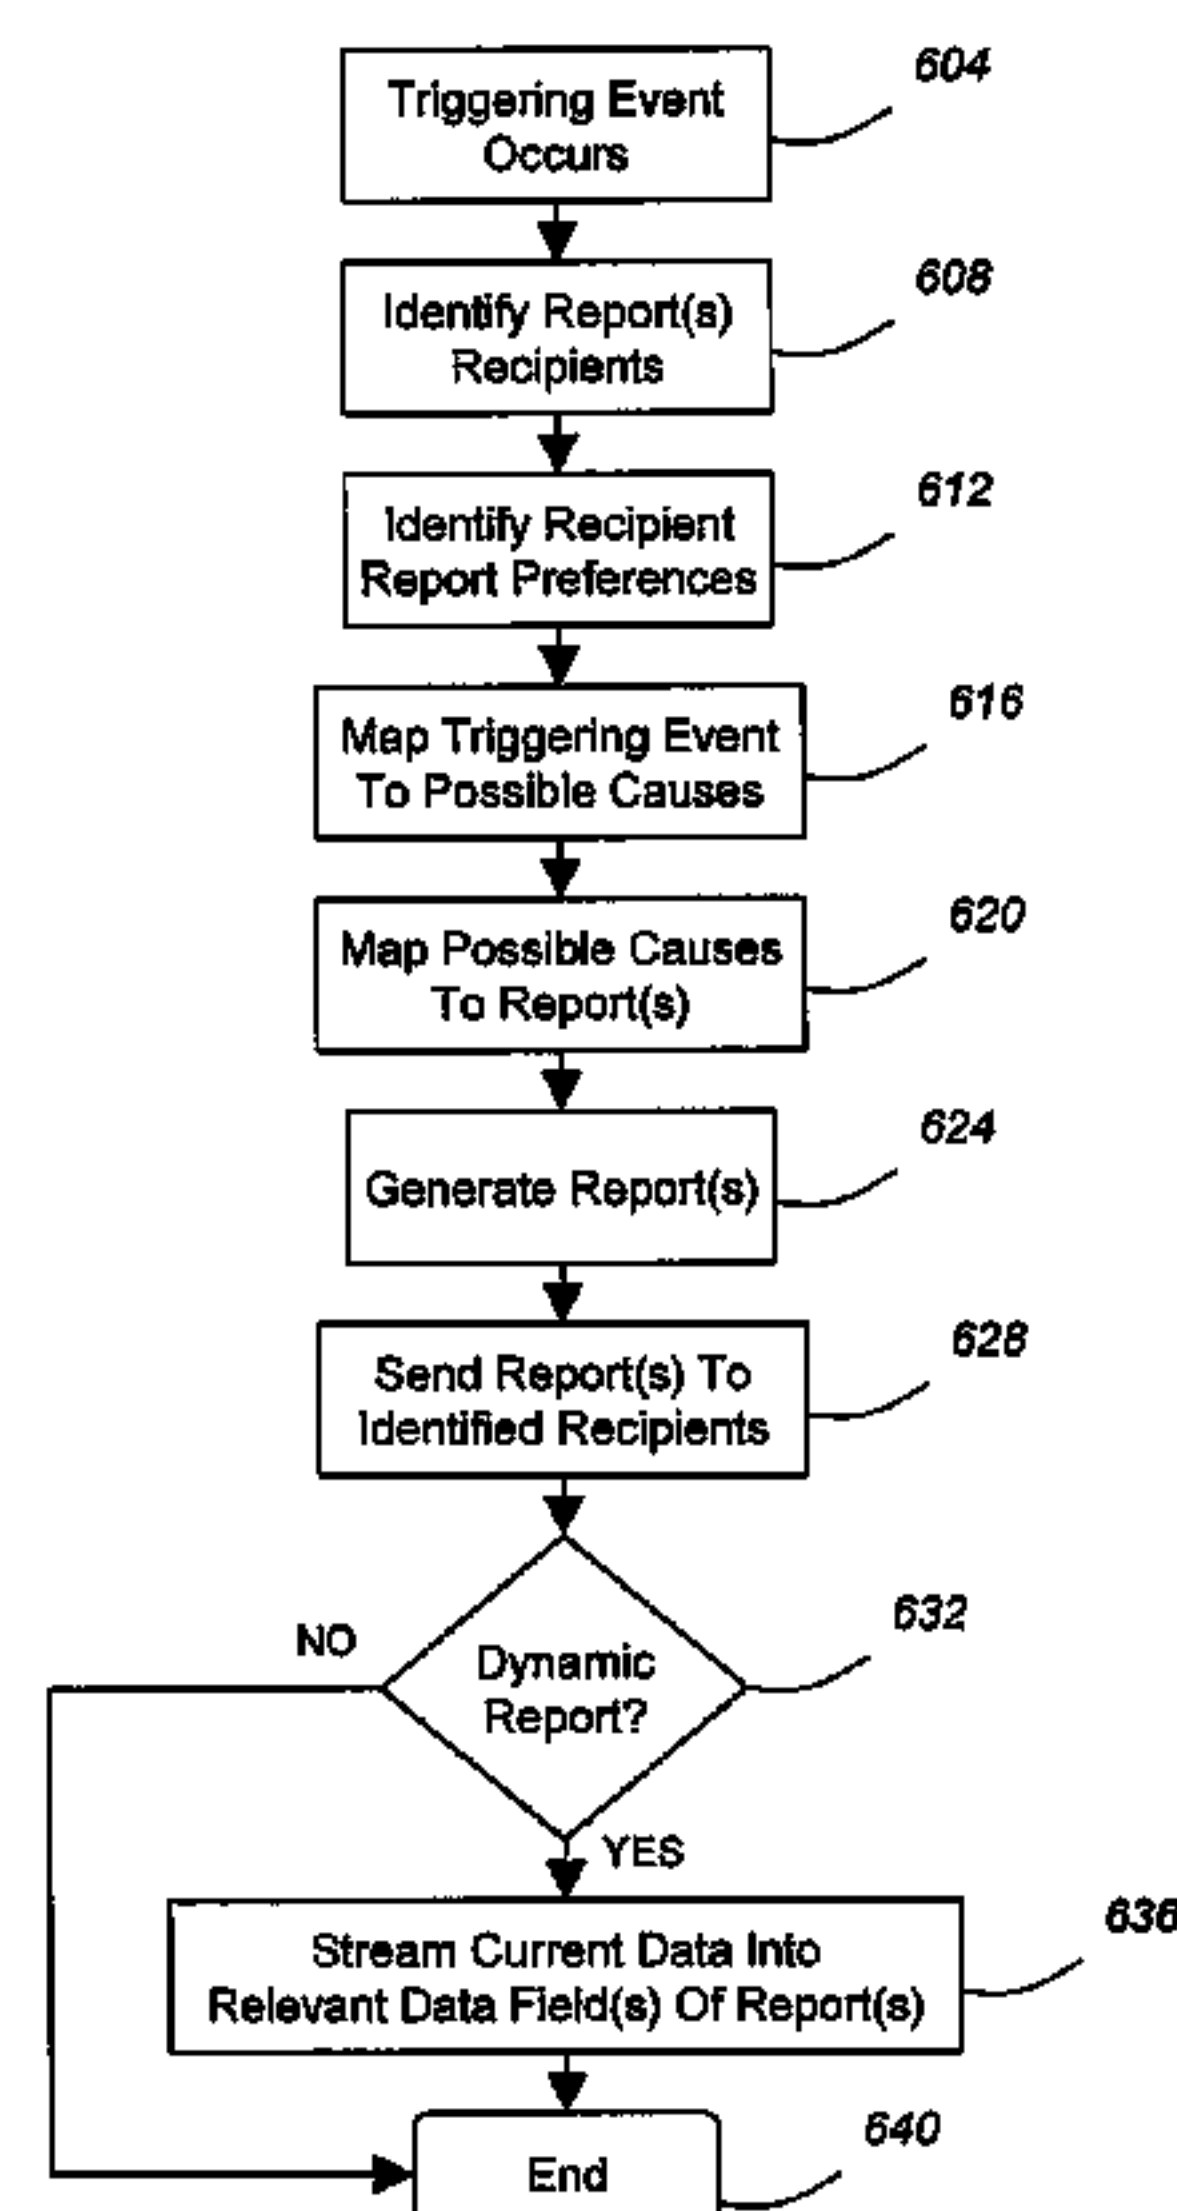 604
Triggering Event
Occurs
608
Identify Report(s)
Recipients
612
Identify Recipient
Report Preferences
616
Map Triggering Event
To Possible Causes
620
Map Possible Causes
To Report(s)
624
Generate Report(s)
628
Send Report(s) To
Identified Recipients
632
NO
Dynamic
Report?
YES
636
Stream Current Data Into
Relevant Data Field(s) Of Report(s)
640
End